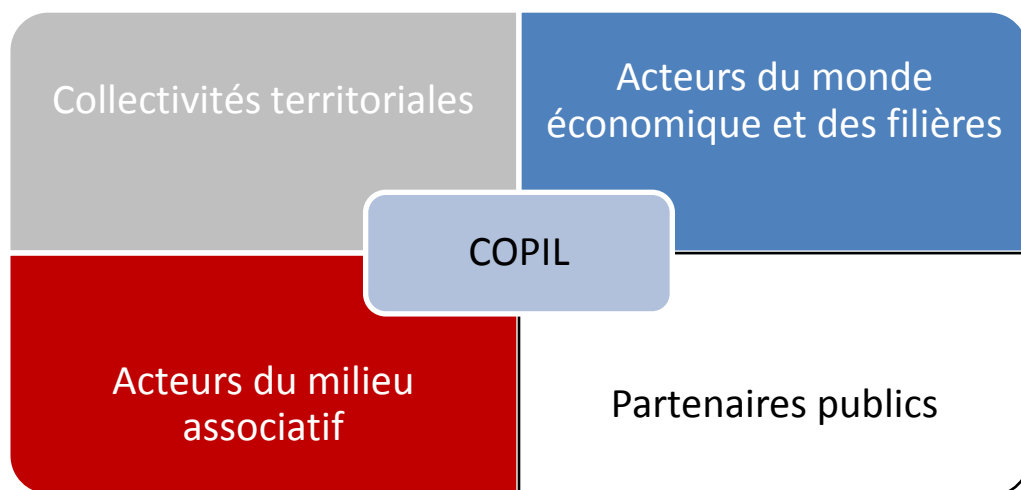 Collectivités territoriales
Acteurs du monde
économique et des filières
COPIL
Acteurs du milieu
associatif
Partenaires publics